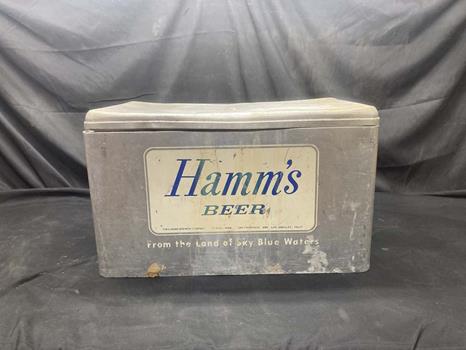 Hamm's
BEER
From the Land of Sky Blue Waters